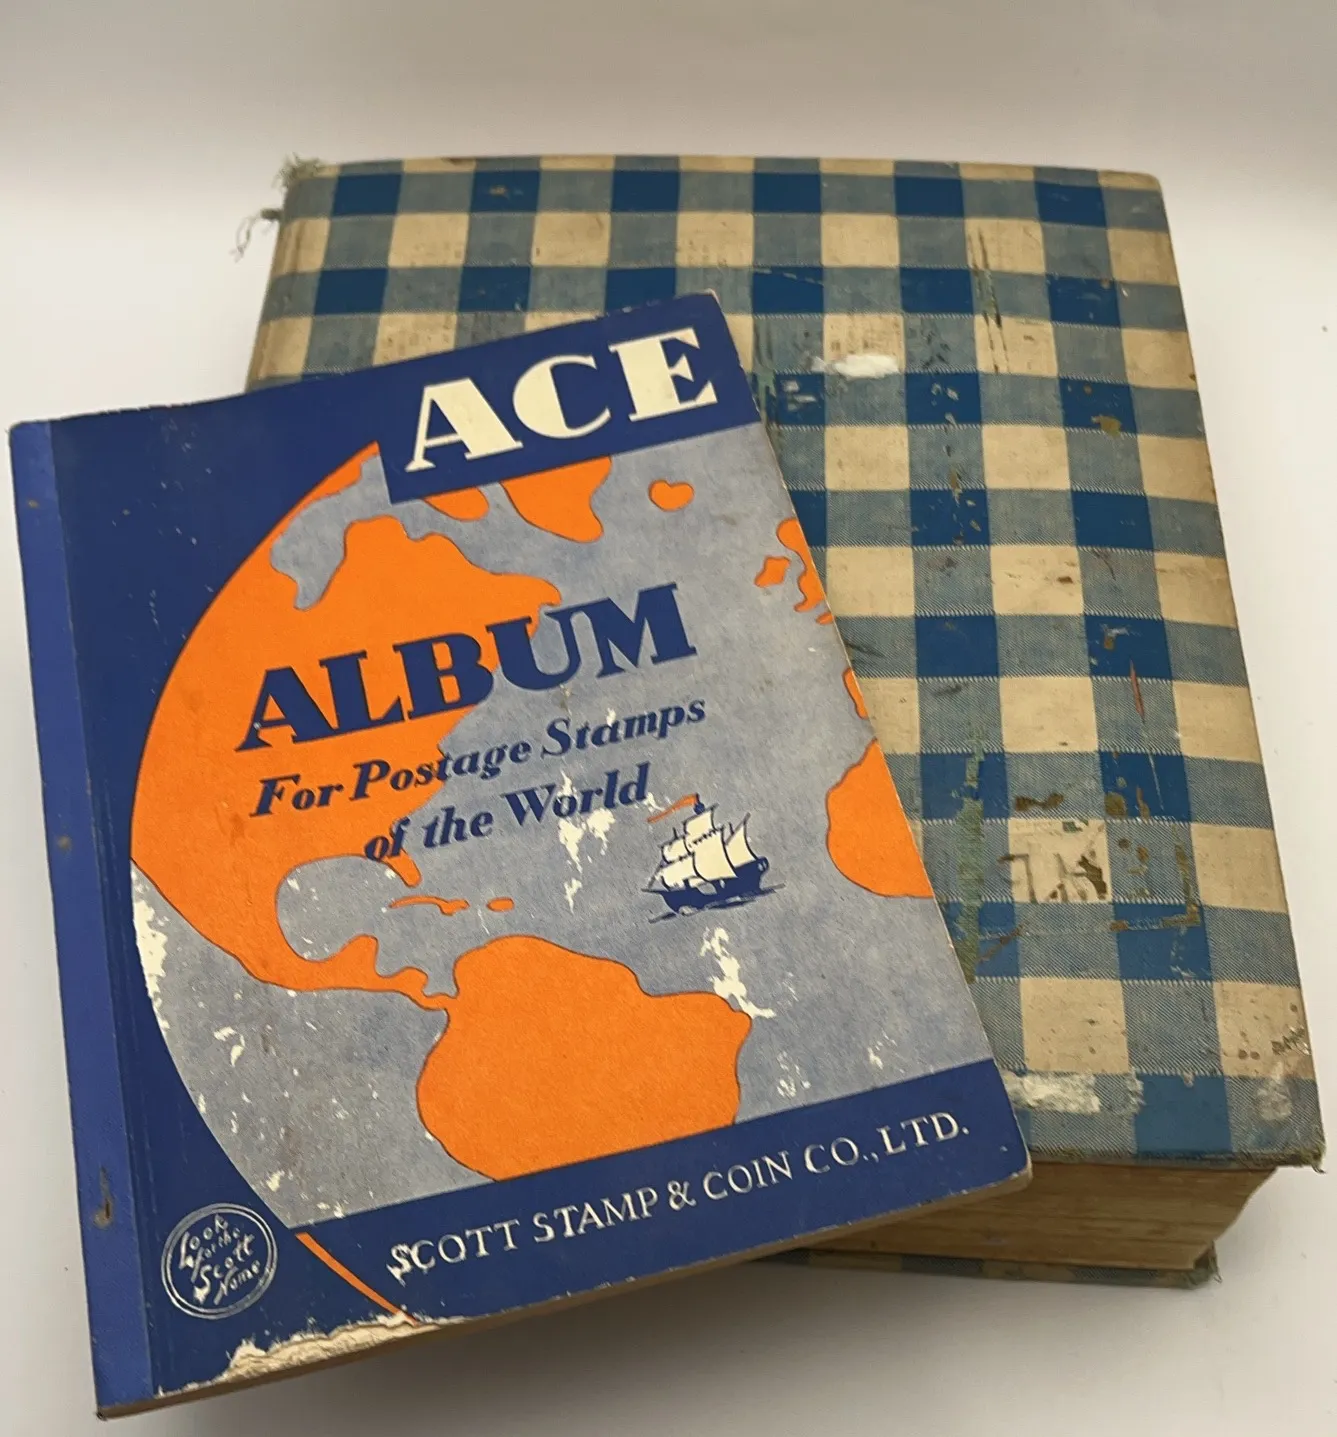 ACE
ALBUM
For Postage Stamps
of the World
SCOTT STAMP & COIN CO., LTD.
Look
for the
Scott
Name